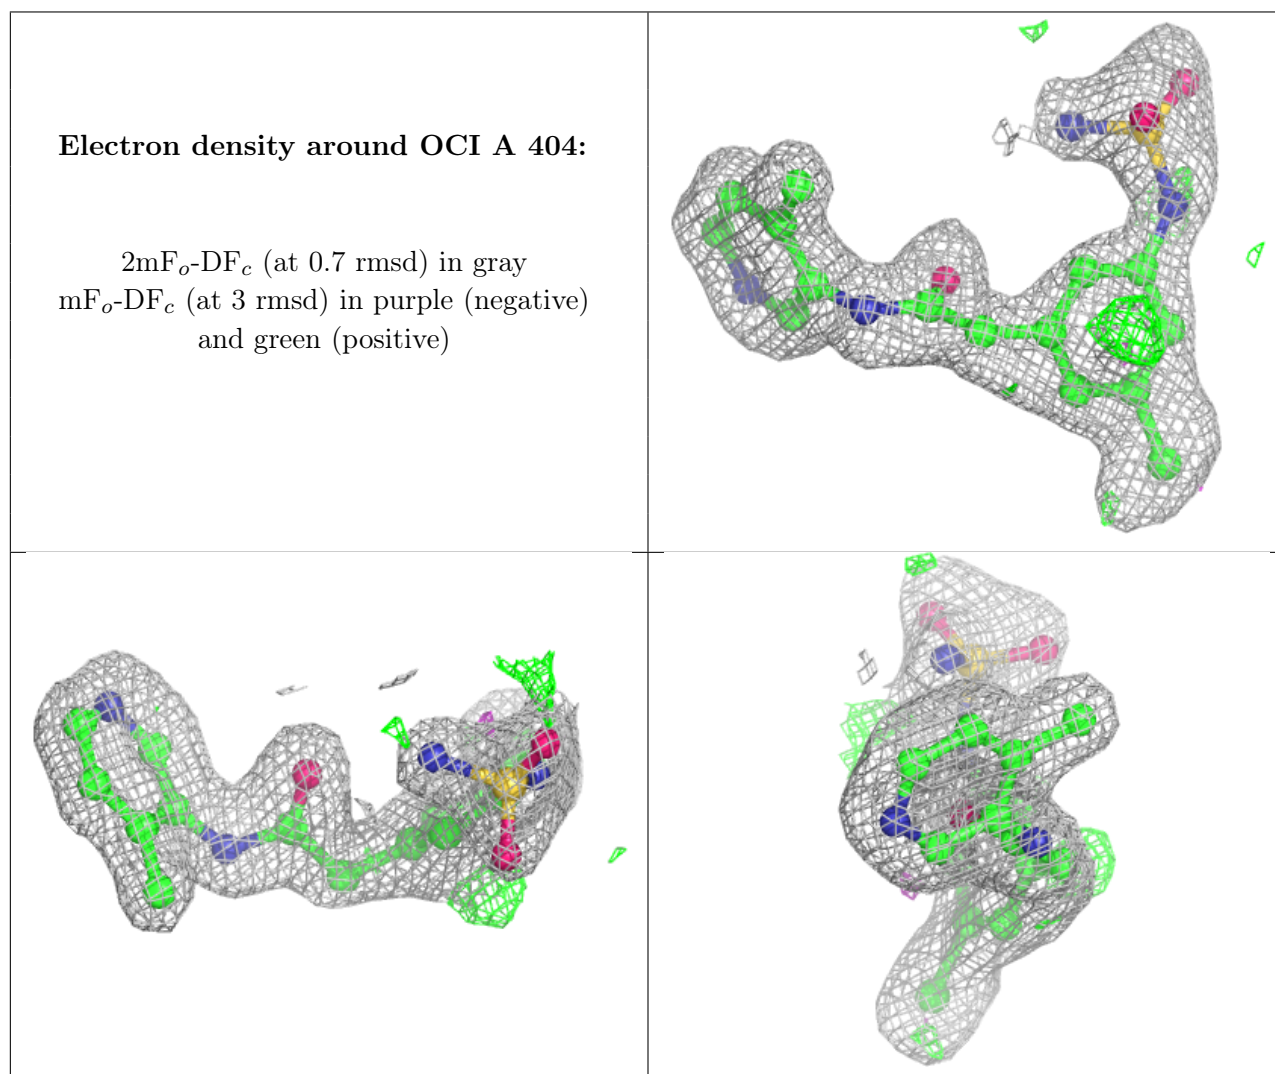 Electron density around OCI A 404:
2mFo-DFc (at 0.7 rmsd) in gray
mFo-DFc (at 3 rmsd) in purple (negative)
and green (positive)